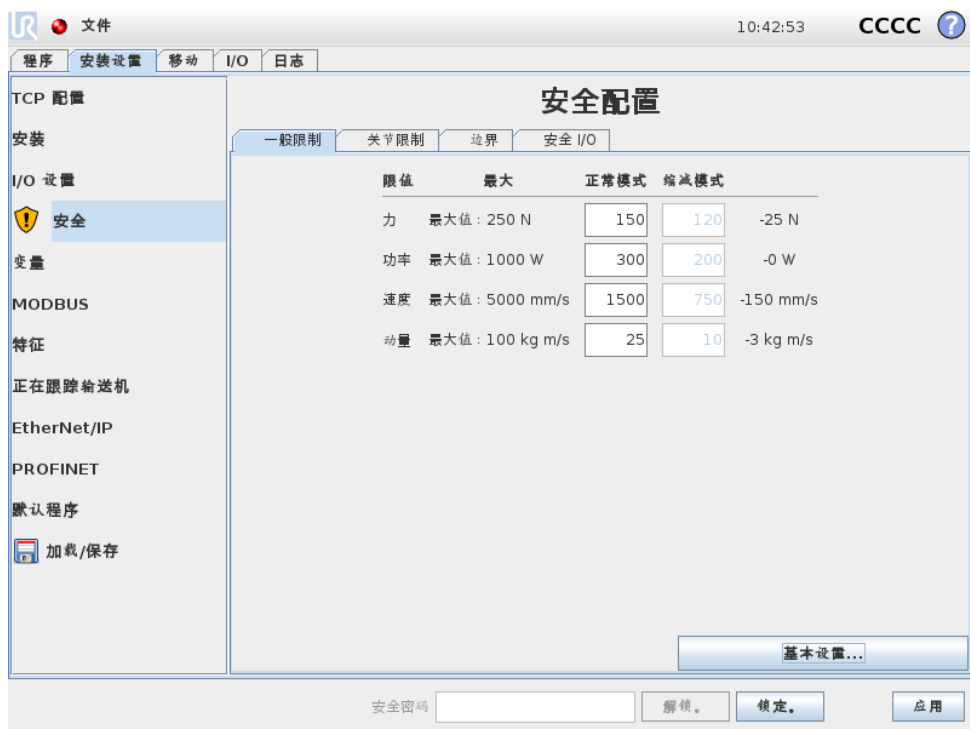 UR 文件 10:42:53 CCCC ?
程序 安装设置 移动 I/O 日志
TCP 配置
安装
I/O 设置
安全
变量
MODBUS
特征
正在跟踪输送机
EtherNet/IP
PROFINET
默认程序
加载/保存
安全配置
一般限制 关节限制 边界 安全 I/O
限值 最大 正常模式 缩减模式
力 最大值：250 N 150 120 -25 N
功率 最大值：1000 W 300 200 -0 W
速度 最大值：5000 mm/s 1500 750 -150 mm/s
动量 最大值：100 kg m/s 25 10 -3 kg m/s
基本设置...
安全密码 解锁。 锁定。 应用